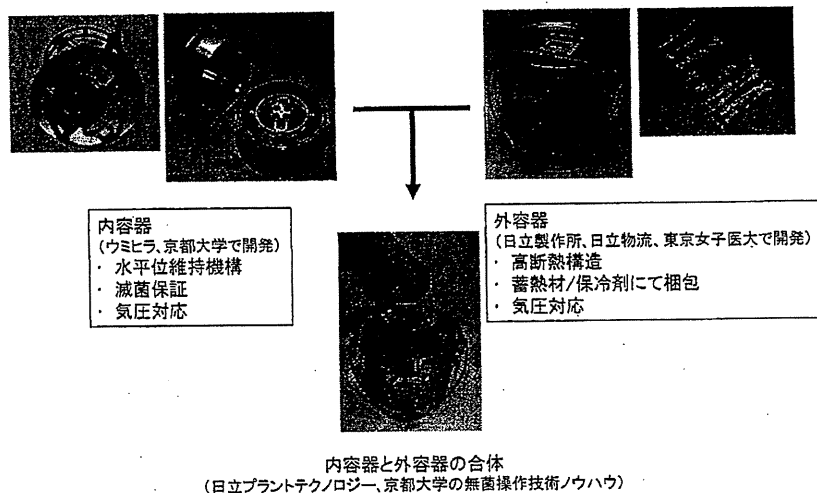 内容器
(ウミヒラ、京都大学で開発)
・ 水平位維持機構
・ 滅菌保証
・ 気圧対応
外容器
(日立製作所、日立物流、東京女子医大で開発)
・ 高断熱構造
・ 蓄熱材/保冷剤にて梱包
・ 気圧対応
内容器と外容器の合体
(日立プラントテクノロジー、京都大学の無菌操作技術ノウハウ)